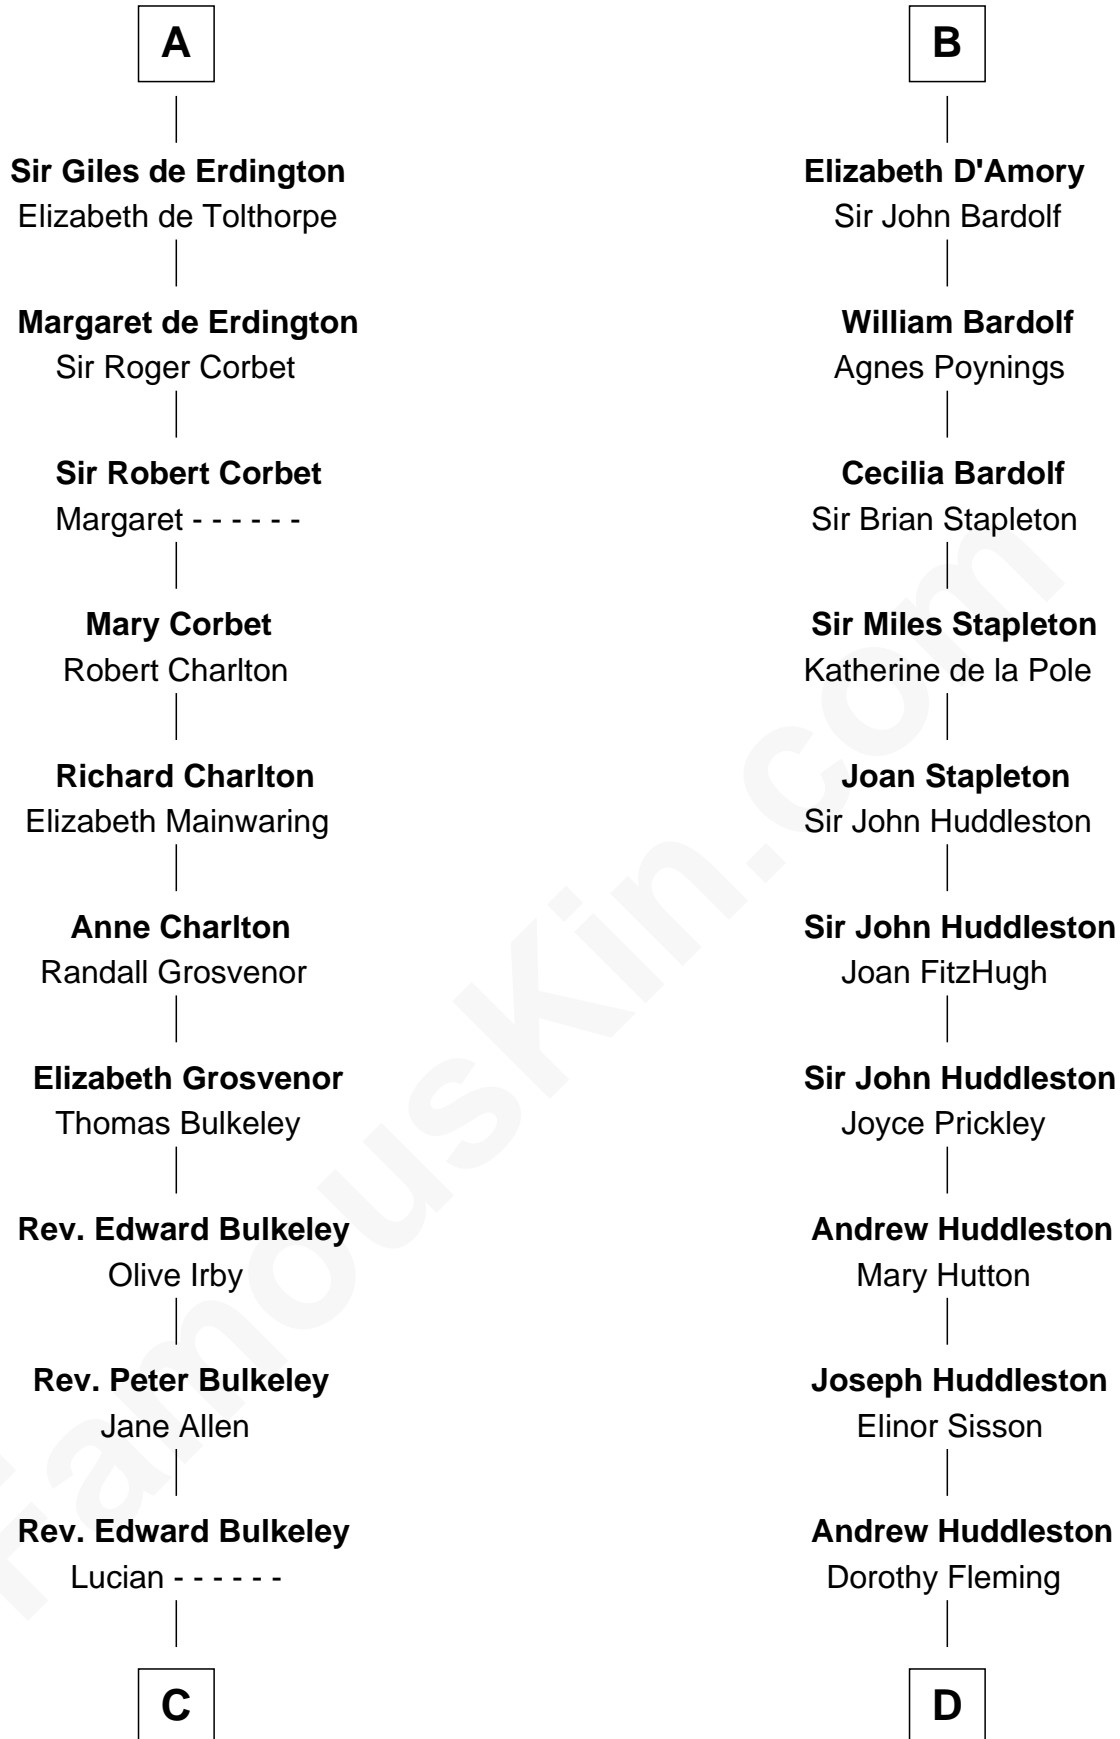 A
Sir Giles de Erdington
Elizabeth de Tolthorpe
Margaret de Erdington
Sir Roger Corbet
Sir Robert Corbet
Margaret - - - - - -
Mary Corbet
Robert Charlton
Richard Charlton
Elizabeth Mainwaring
Anne Charlton
Randall Grosvenor
Elizabeth Grosvenor
Thomas Bulkeley
Rev. Edward Bulkeley
Olive Irby
Rev. Peter Bulkeley
Jane Allen
Rev. Edward Bulkeley
Lucian - - - - - -
C
B
Elizabeth D'Amory
Sir John Bardolf
William Bardolf
Agnes Poynings
Cecilia Bardolf
Sir Brian Stapleton
Sir Miles Stapleton
Katherine de la Pole
Joan Stapleton
Sir John Huddleston
Sir John Huddleston
Joan FitzHugh
Sir John Huddleston
Joyce Prickley
Andrew Huddleston
Mary Hutton
Joseph Huddleston
Elinor Sisson
Andrew Huddleston
Dorothy Fleming
D
FamousKin.com